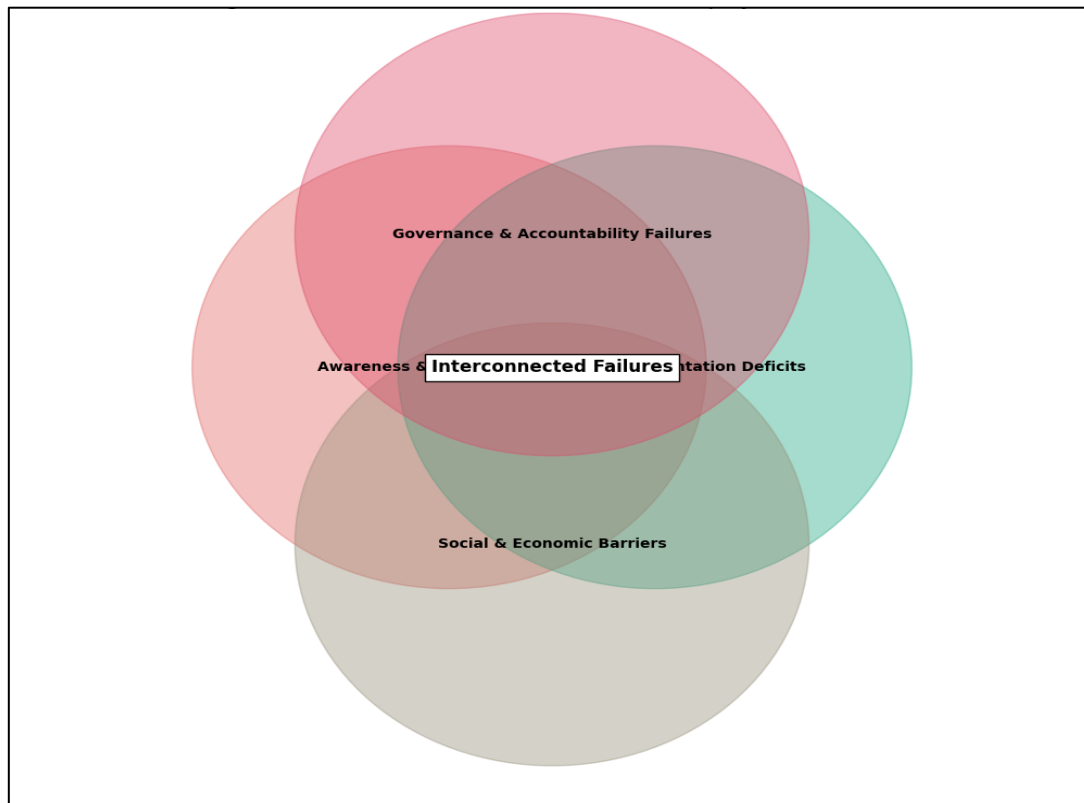 Governance & Accountability Failures
Awareness &
Interconnected Failures
ntation Deficits
Social & Economic Barriers